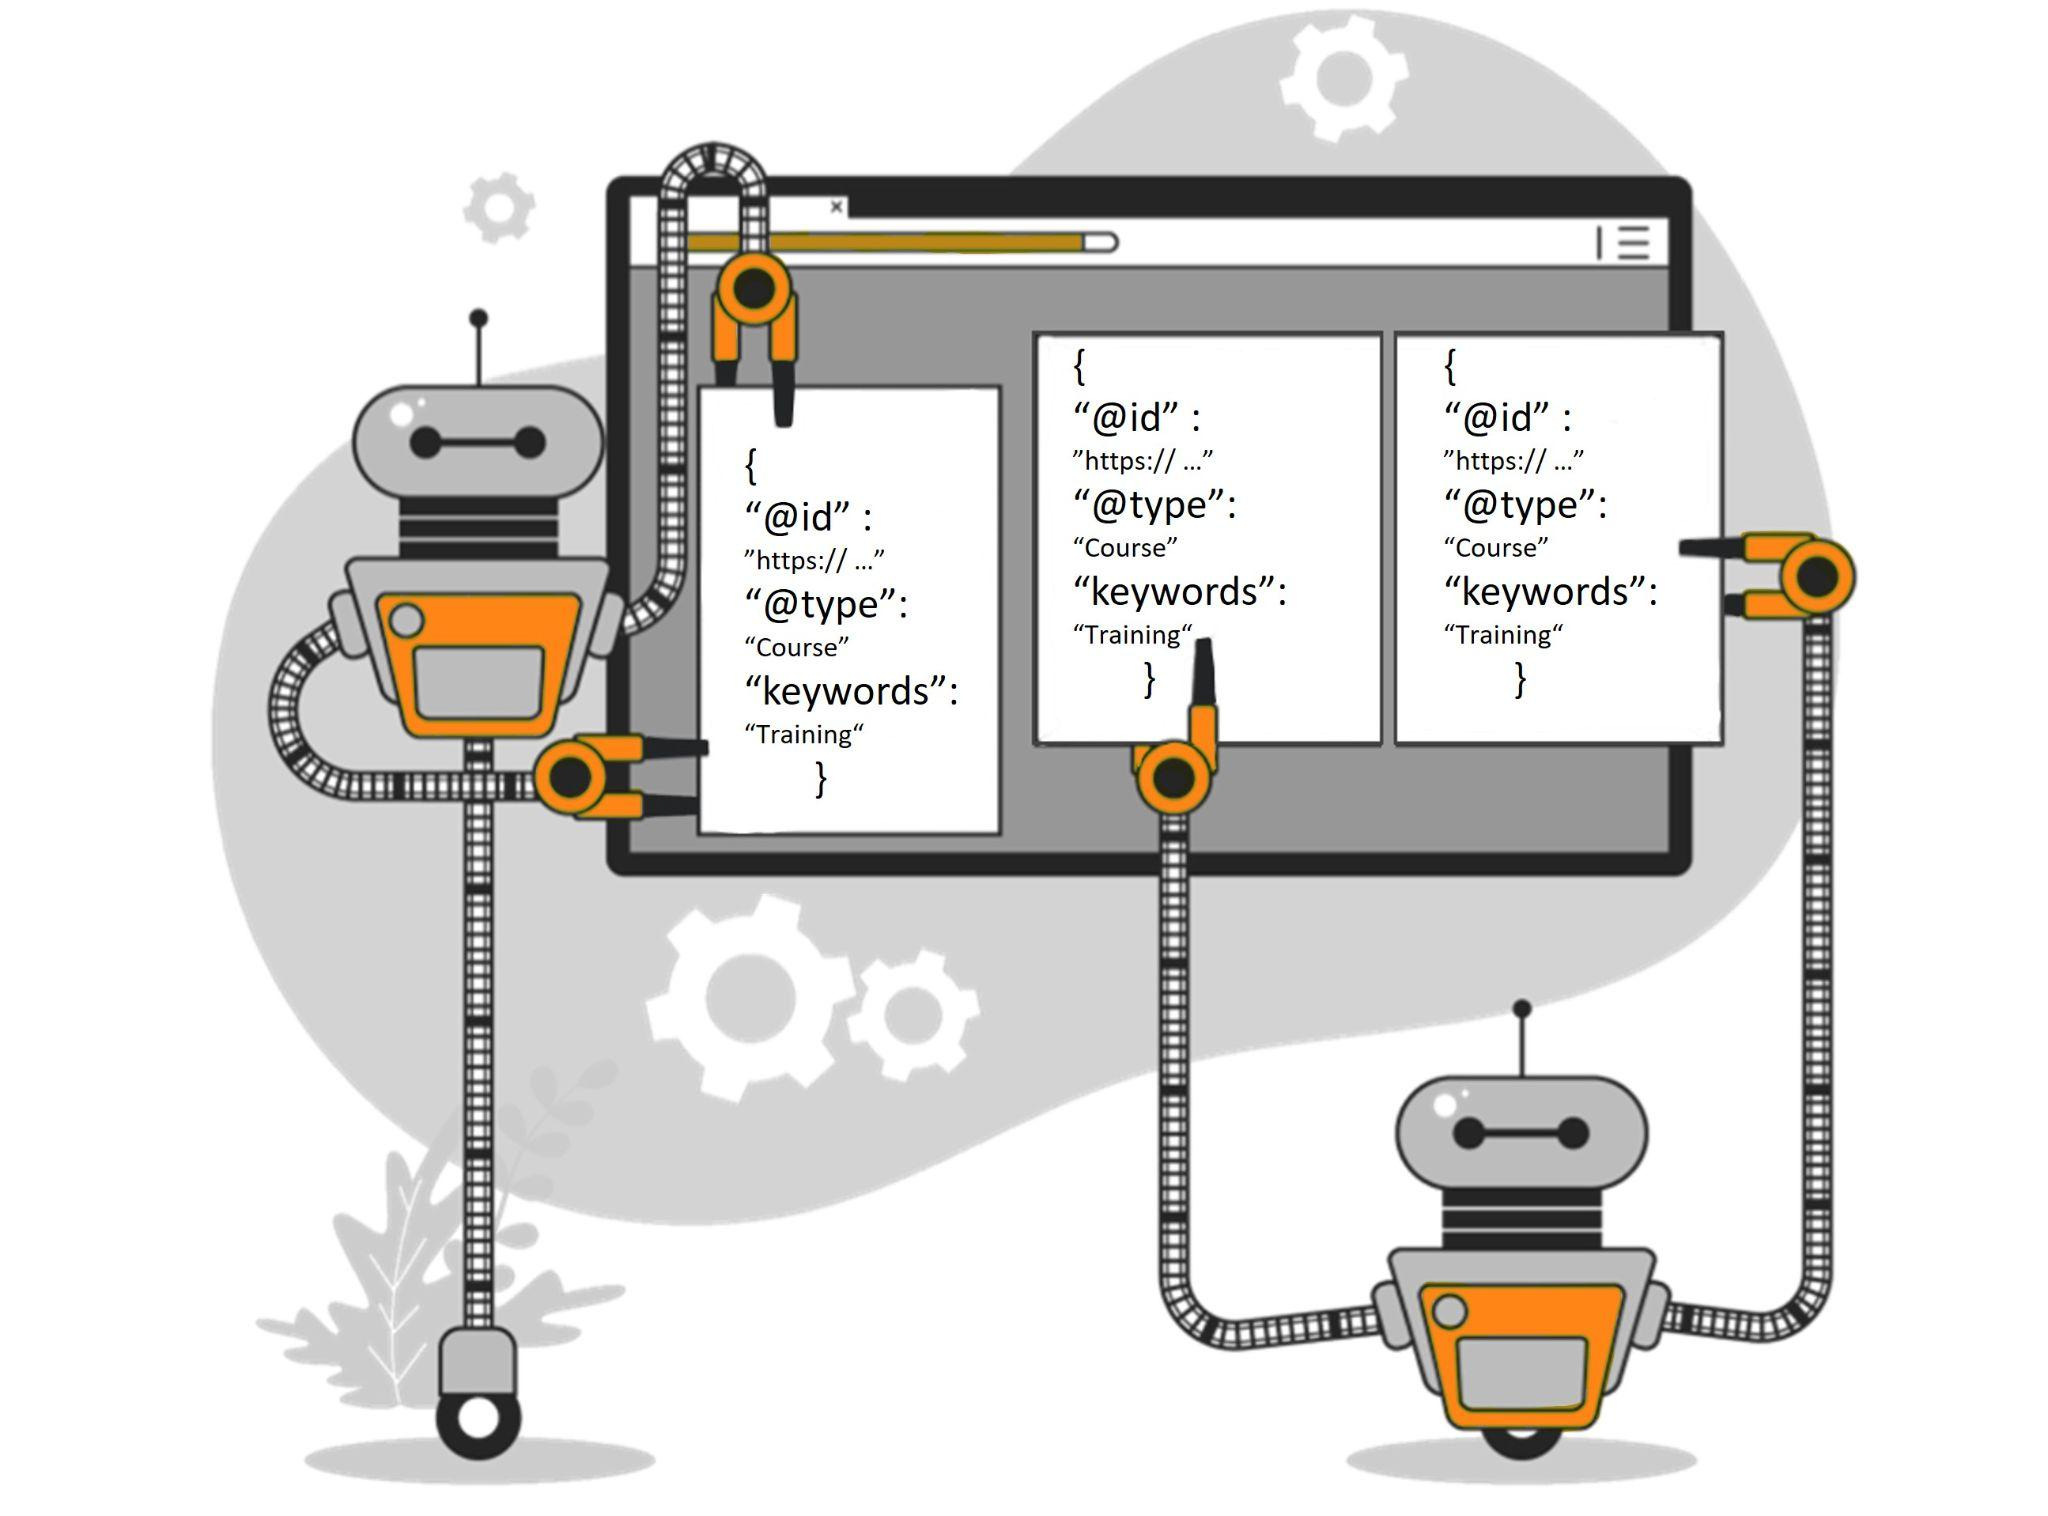 {
“@id” :
”https:// ...”
“@type”:
“Course”
“keywords”:
“Training“
}
{
“@id” :
”https:// ...”
“@type”:
“Course”
“keywords”:
“Training“
}
{
“@id” :
”https:// ...”
“@type”:
“Course”
“keywords”:
“Training“
}